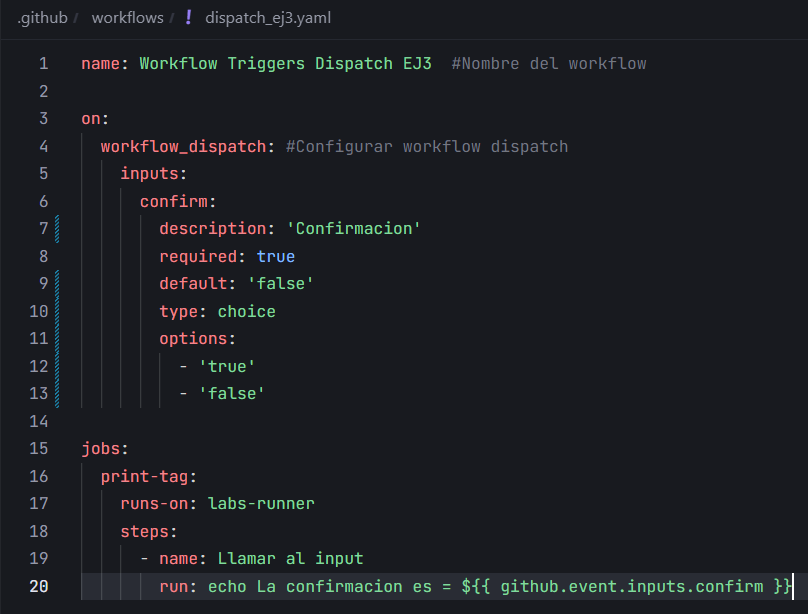 .github / workflows / ! dispatch_ej3.yaml
1 name: Workflow Triggers Dispatch EJ3  #Nombre del workflow
2
3 on:
4   workflow_dispatch: #Configurar workflow dispatch
5     inputs:
6       confirm:
7         description: 'Confirmacion'
8         required: true
9         default: 'false'
10         type: choice
11         options:
12           - 'true'
13           - 'false'
14
15 jobs:
16   print-tag:
17     runs-on: labs-runner
18     steps:
19       - name: Llamar al input
20         run: echo La confirmacion es = ${{ github.event.inputs.confirm }}